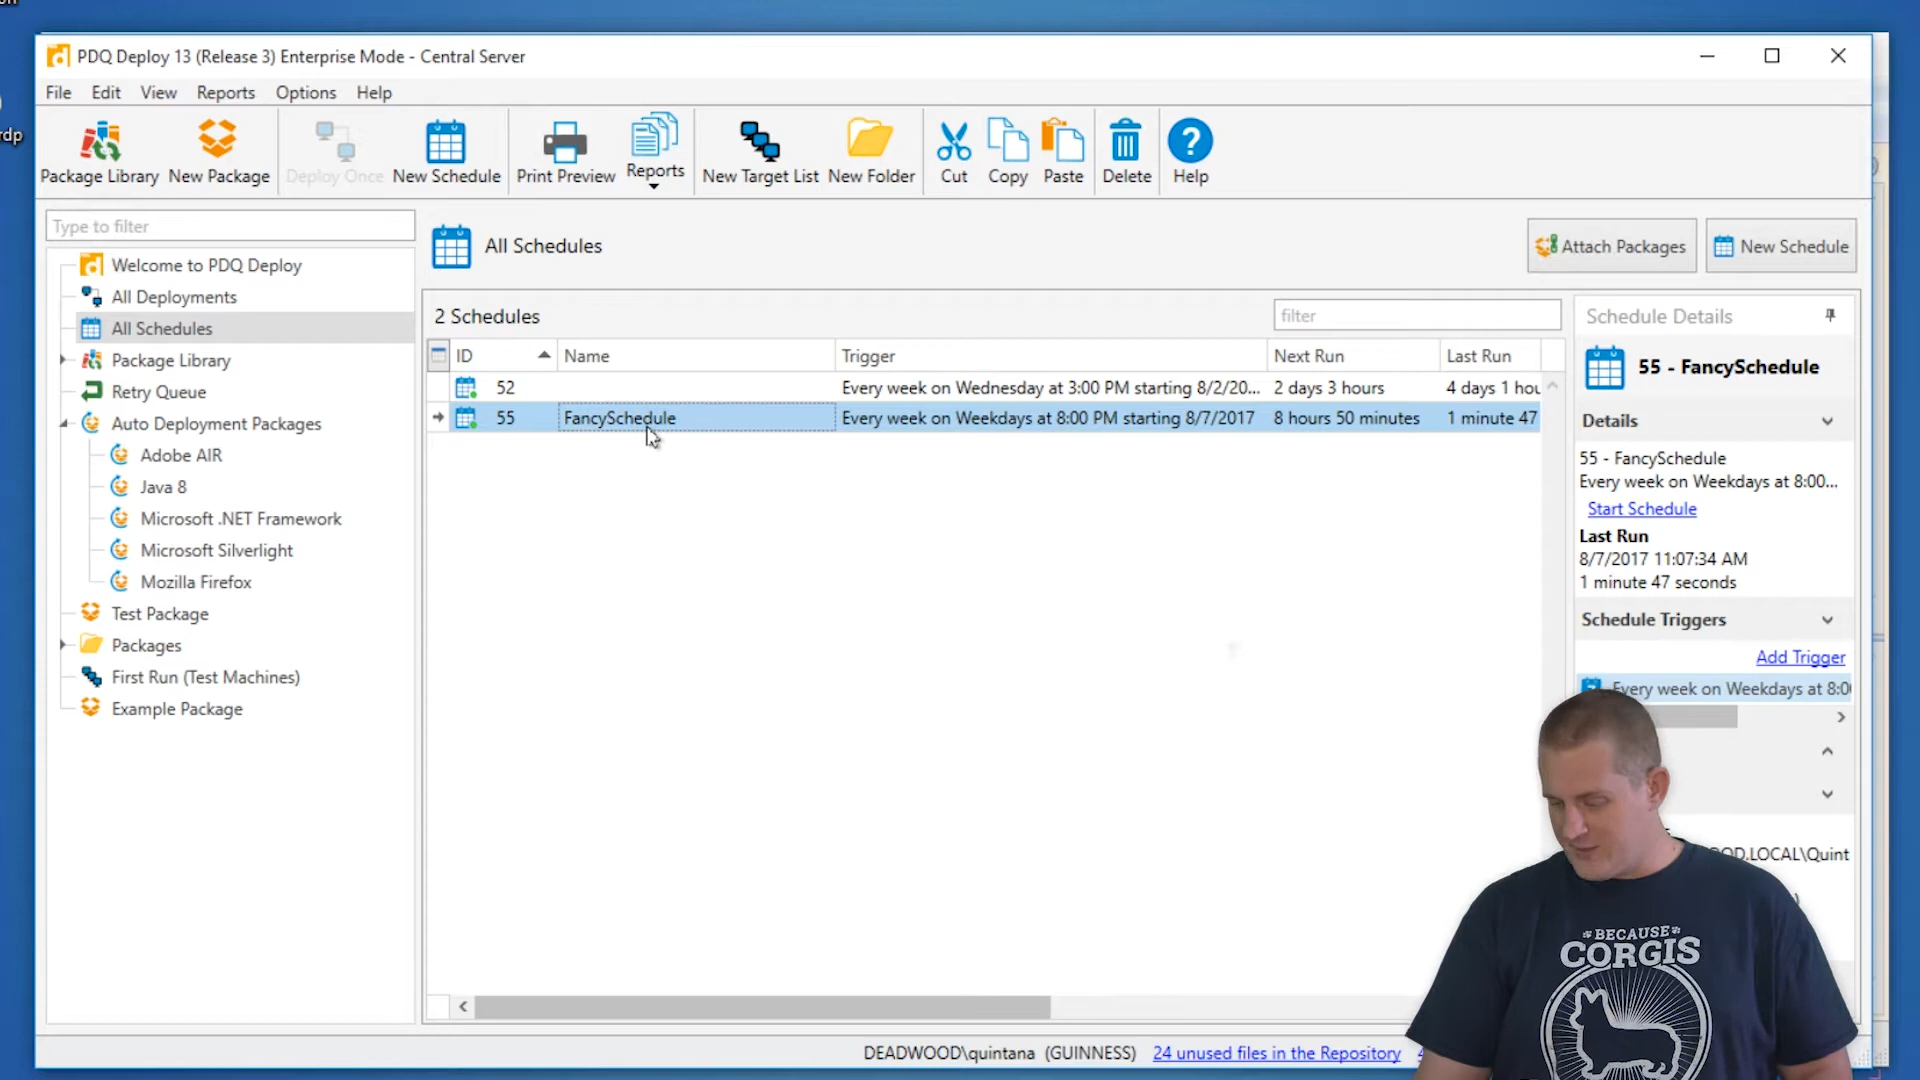 PDQ Deploy 13 (Release 3) Enterprise Mode - Central Server
File Edit View Reports Options Help
rdp
Package Library New Package Deploy Once New Schedule Print Preview Reports New Target List New Folder Cut Copy Paste Delete Help
Type to filter
Welcome to PDQ Deploy
All Deployments
All Schedules
Package Library
Retry Queue
Auto Deployment Packages
Adobe AIR
Java 8
Microsoft .NET Framework
Microsoft Silverlight
Mozilla Firefox
Test Package
Packages
First Run (Test Machines)
Example Package
All Schedules
Attach Packages New Schedule
2 Schedules
filter
ID Name Trigger Next Run Last Run
52 Every week on Wednesday at 3:00 PM starting 8/2/20... 2 days 3 hours 4 days 1 hou
55 FancySchedule Every week on Weekdays at 8:00 PM starting 8/7/2017 8 hours 50 minutes 1 minute 47
Schedule Details
55 - FancySchedule
Details
55 - FancySchedule
Every week on Weekdays at 8:00...
Start Schedule
Last Run
8/7/2017 11:07:34 AM
1 minute 47 seconds
Schedule Triggers
Add Trigger
Every week on Weekdays at 8:0
OD.LOCAL\Quint
BECAUSE
CORGIS
DEADWOOD\quintana (GUINNESS) 24 unused files in the Repository